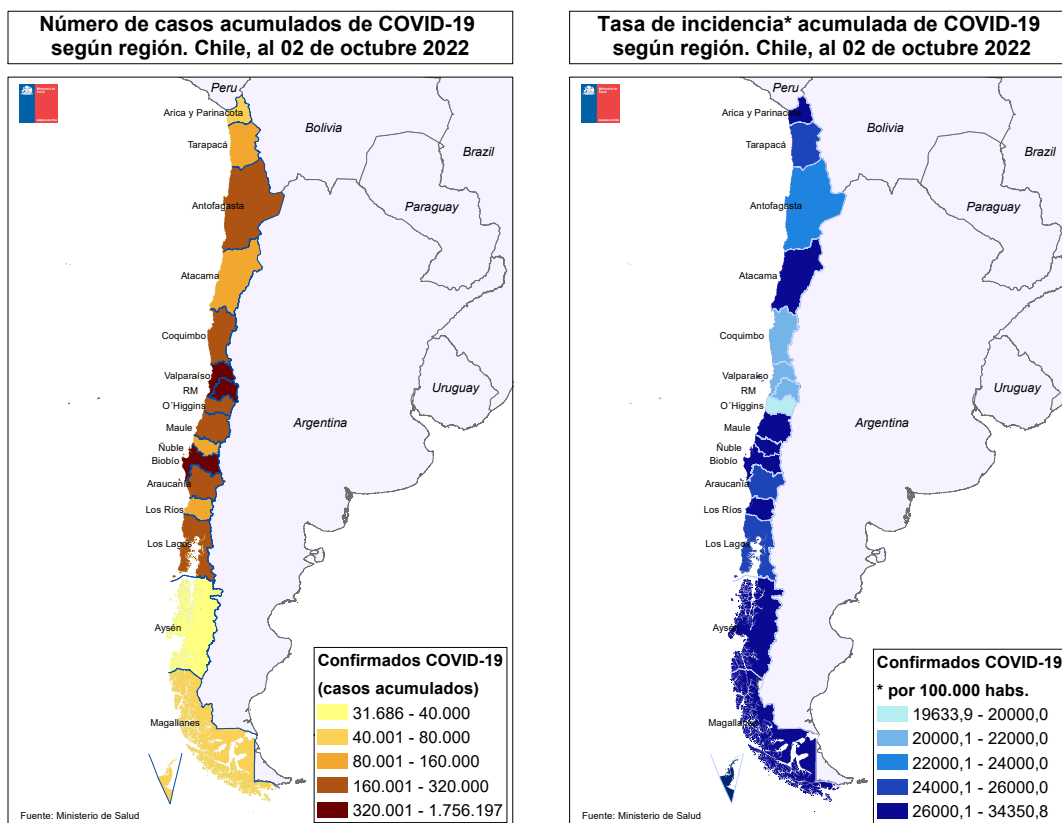 Número de casos acumulados de COVID-19
según región. Chile, al 02 de octubre 2022
Peru
Arica y Parinacota
Bolivia
Tarapacá
Brazil
Antofagasta
Paraguay
Atacama
Coquimbo
Valparaíso
RM
Uruguay
O´Higgins
Argentina
Maule
Ñuble
Biobío
Araucanía
Los Ríos
Los Lagos
Aysén
Magallanes
Confirmados COVID-19
(casos acumulados)
31.686 - 40.000
40.001 - 80.000
80.001 - 160.000
160.001 - 320.000
320.001 - 1.756.197
Fuente: Ministerio de Salud
Tasa de incidencia* acumulada de COVID-19
según región. Chile, al 02 de octubre 2022
Peru
Arica y Parinacota
Bolivia
Tarapacá
Brazil
Antofagasta
Paraguay
Atacama
Coquimbo
Valparaíso
RM
Uruguay
O´Higgins
Argentina
Maule
Ñuble
Biobío
Araucanía
Los Ríos
Los Lagos
Aysén
Magallanes
Confirmados COVID-19
* por 100.000 habs.
19633,9 - 20000,0
20000,1 - 22000,0
22000,1 - 24000,0
24000,1 - 26000,0
26000,1 - 34350,8
Fuente: Ministerio de Salud